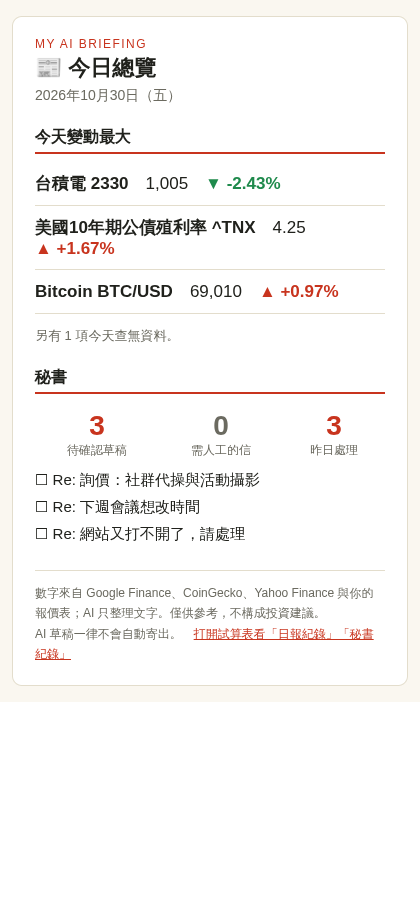 MY AI BRIEFING
📰 今日總覽
2026年10月30日（五）
今天變動最大
台積電 2330 1,005 ▼ -2.43%
美國10年期公債殖利率 ^TNX 4.25
▲ +1.67%
Bitcoin BTC/USD 69,010 ▲ +0.97%
另有 1 項今天查無資料。
秘書
3 0 3
待確認草稿 需人工的信 昨日處理
☐ Re: 詢價：社群代操與活動攝影
☐ Re: 下週會議想改時間
☐ Re: 網站又打不開了，請處理
數字來自 Google Finance、CoinGecko、Yahoo Finance 與你的
報價表；AI 只整理文字。僅供參考，不構成投資建議。
AI 草稿一律不會自動寄出。 打開試算表看「日報紀錄」「秘書
紀錄」